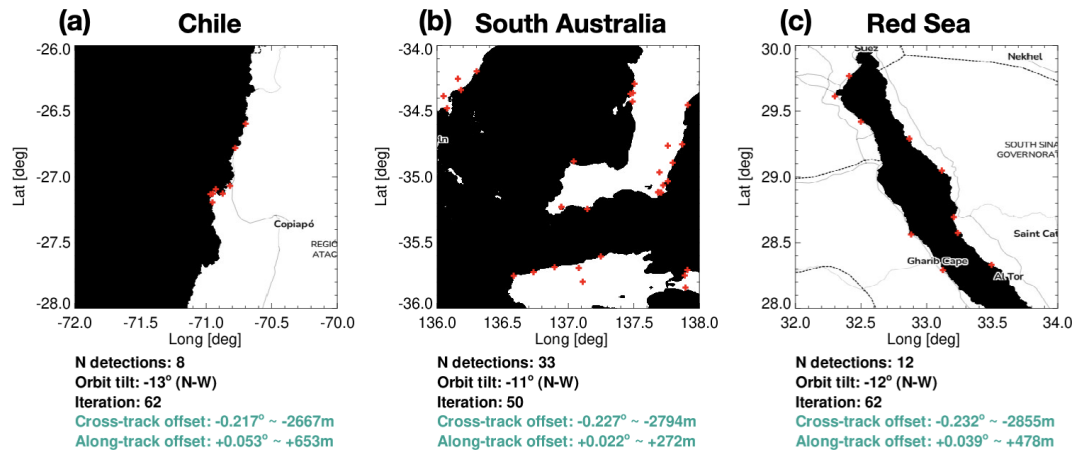 (a) Chile
-26.0
-26.5
-27.0
-27.5
-28.0
Lat [deg]
Copiapó
REGIÓ
ATAC
-72.0 -71.5 -71.0 -70.5 -70.0
Long [deg]
N detections: 8
Orbit tilt: -13° (N-W)
Iteration: 62
Cross-track offset: -0.217° ~ -2667m
Along-track offset: +0.053° ~ +653m
(b) South Australia
-34.0
-34.5
-35.0
-35.5
-36.0
Lat [deg]
ln
136.0 136.5 137.0 137.5 138.0
Long [deg]
N detections: 33
Orbit tilt: -11° (N-W)
Iteration: 50
Cross-track offset: -0.227° ~ -2794m
Along-track offset: +0.022° ~ +272m
(c) Red Sea
30.0
29.5
29.0
28.5
28.0
Lat [deg]
Suez
Nekhel
SOUTH SINA
GOVERNORAT
Saint Cat
Gharib Cape
Al Tor
32.0 32.5 33.0 33.5 34.0
Long [deg]
N detections: 12
Orbit tilt: -12° (N-W)
Iteration: 62
Cross-track offset: -0.232° ~ -2855m
Along-track offset: +0.039° ~ +478m